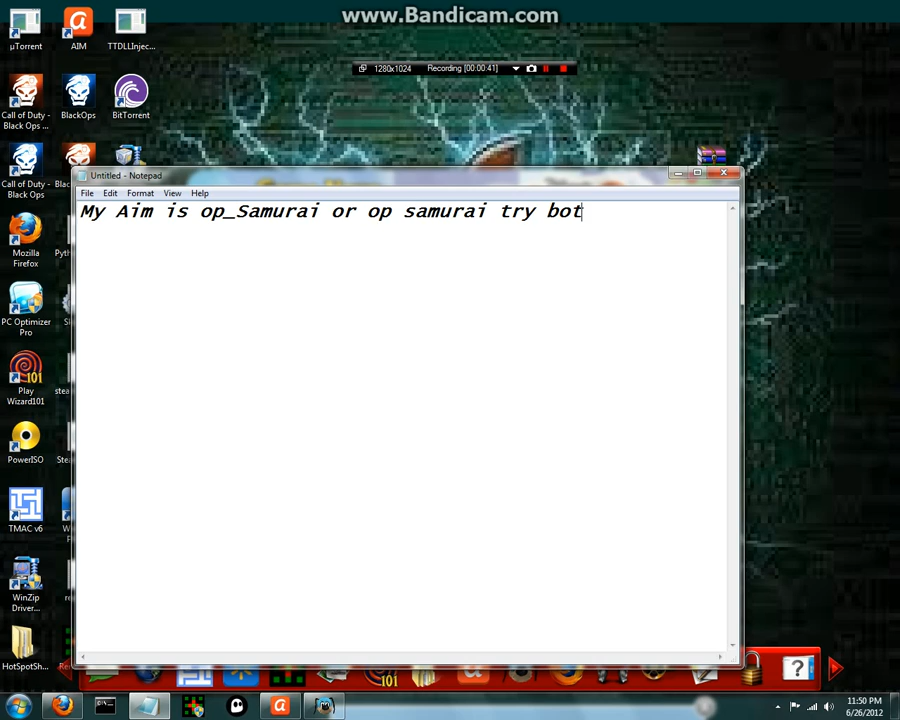 www.Bandicam.com
1280x1024 Recording [00:00:41]
µTorrent AIM TTDLLInjec...
Call of Duty - Black Ops ... BlackOps BitTorrent
Call of Duty - Black Ops
Untitled - Notepad
File Edit Format View Help
My Aim is op_Samurai or op samurai try bot
Mozilla Firefox
PC Optimizer Pro
Play Wizard101
101
PowerISO
TMAC v6
WinZip Driver...
HotSpotSh...
101
?
11:50 PM
6/26/2012